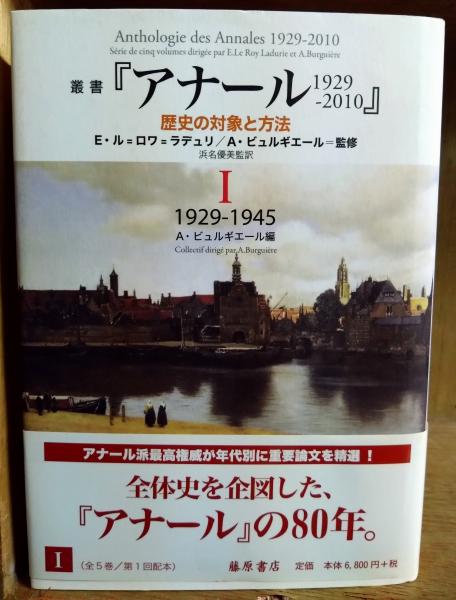 Anthologie des Annales 1929-2010
Série de cinq volumes dirigée par E.Le Roy Ladurie et A.Burguière
叢書『アナール 1929-2010』
歴史の対象と方法
E・ル=ロワ=ラデュリ/A・ビュルギエール=監修
浜名優美監訳
I
1929-1945
A・ビュルギエール編
Collectif dirigé par A.Burguière
アナール派最高権威が年代別に重要論文を精選!
全体史を企図した、
『アナール』の80年。
I (全5巻/第1回配本) 藤原書店 定価 本体6,800円+税